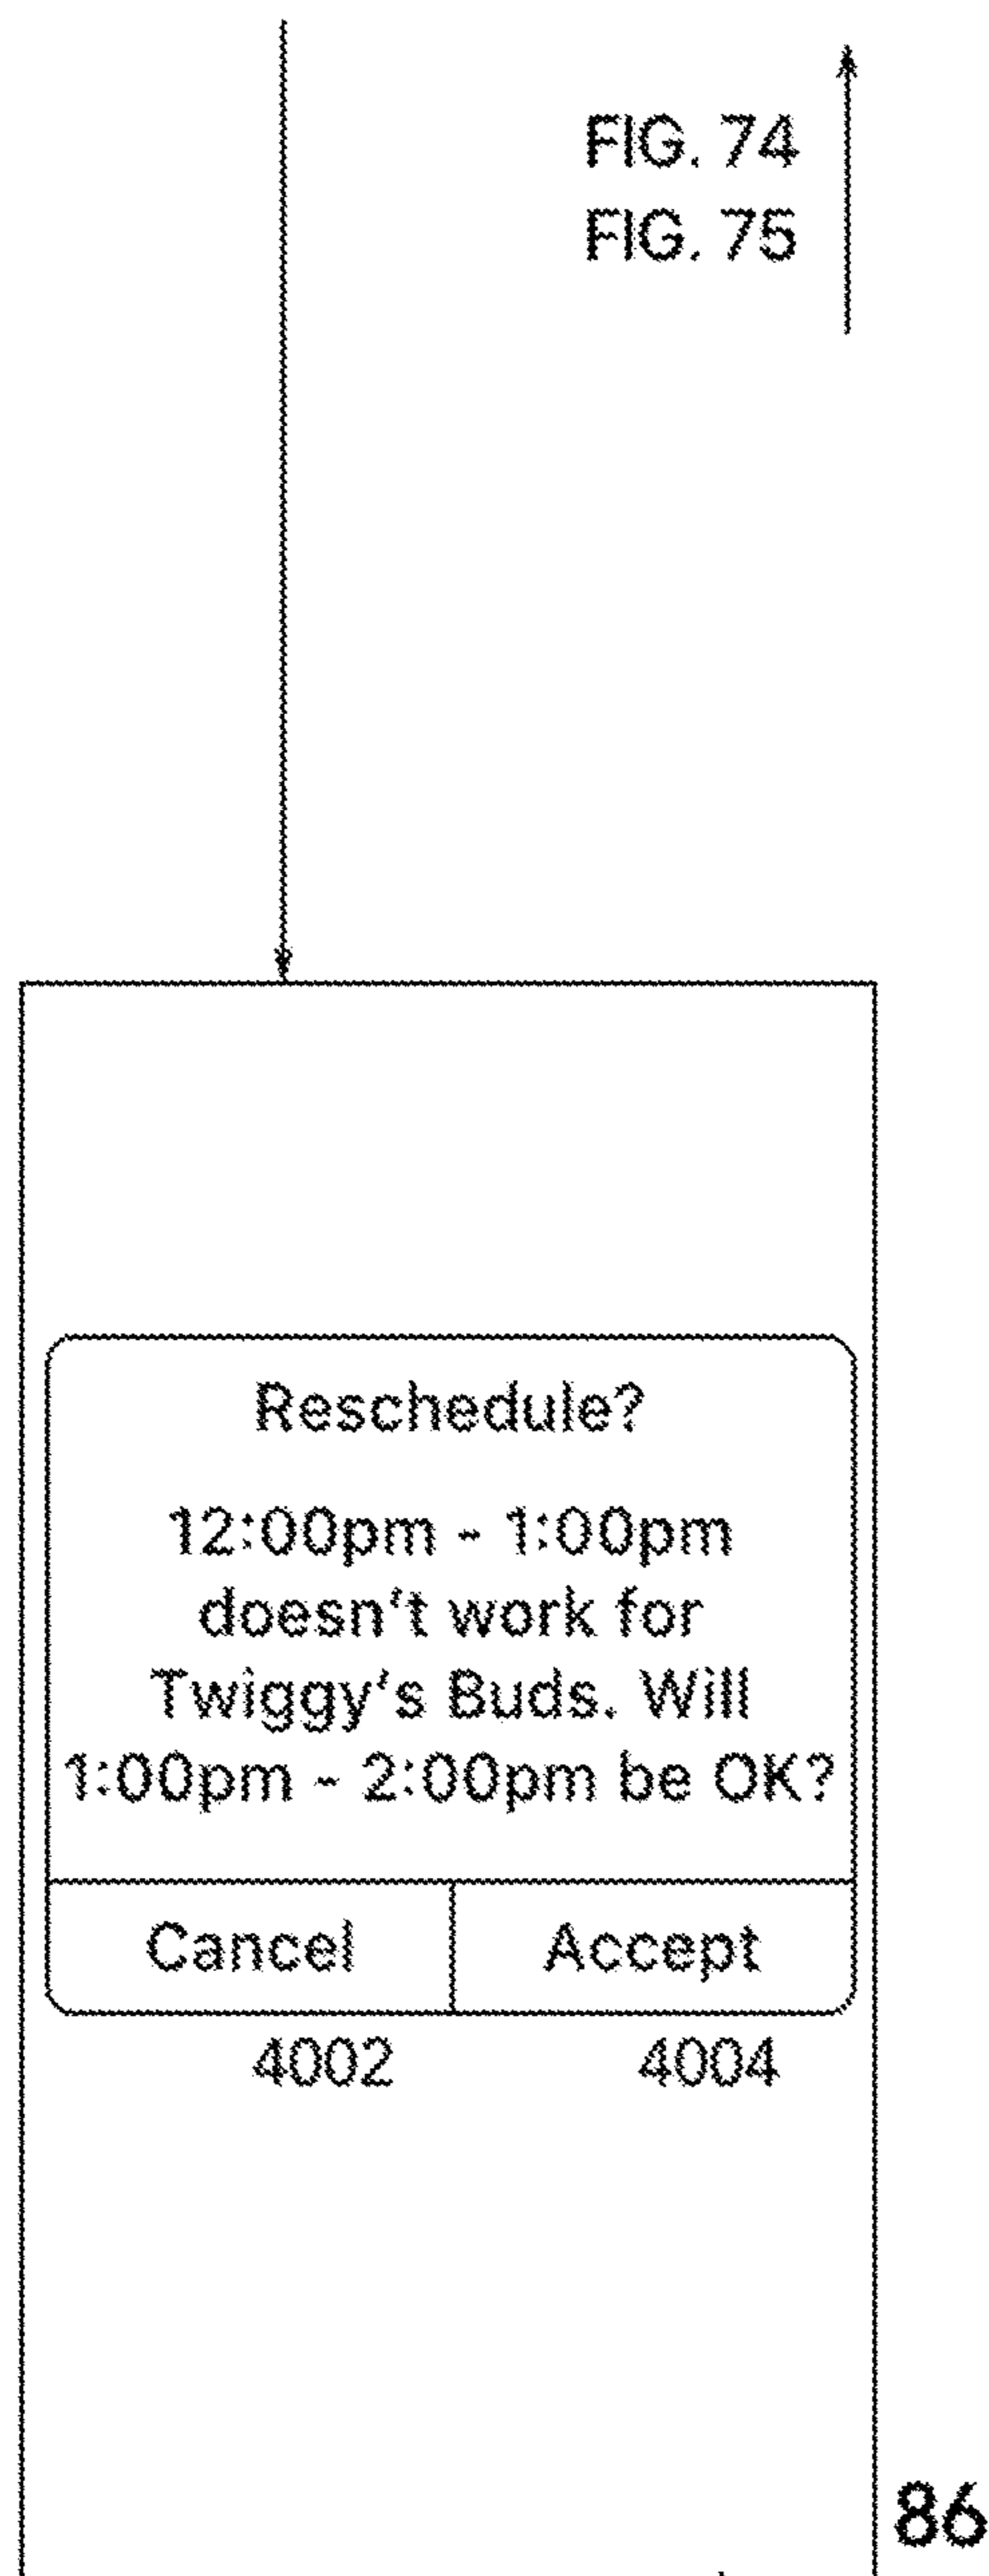 FIG. 74
FIG. 75
Reschedule?
12:00pm - 1:00pm
doesn't work for
Twiggy's Buds. Will
1:00pm - 2:00pm be OK?
Cancel Accept
4002 4004
86